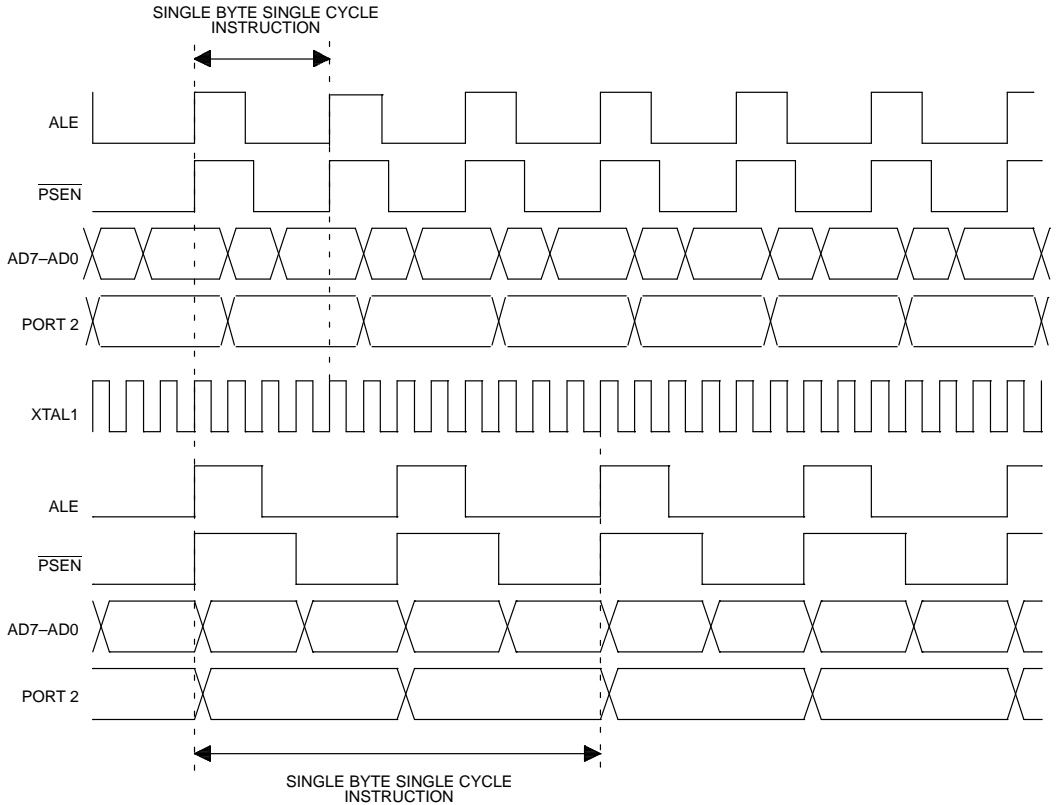 SINGLE BYTE SINGLE CYCLE
INSTRUCTION
ALE
PSEN
AD7–AD0
PORT 2
XTAL1
ALE
PSEN
AD7–AD0
PORT 2
SINGLE BYTE SINGLE CYCLE
INSTRUCTION